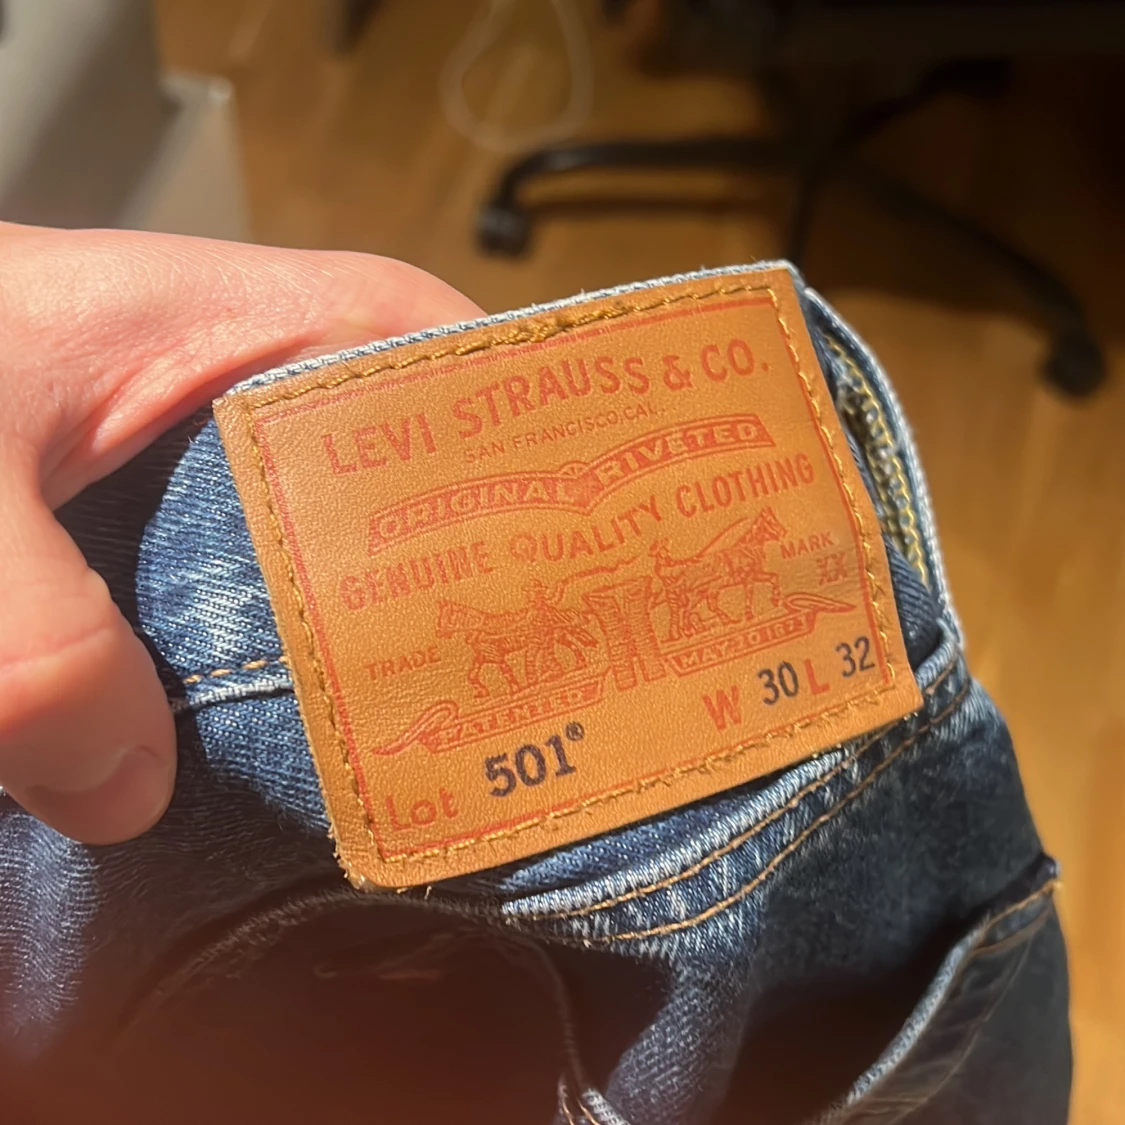 LEVI STRAUSS & CO.
SAN FRANCISCO, CAL.
ORIGINAL RIVETED
GENUINE QUALITY CLOTHING
TRADE MARK
XX
PATENTED MAY 20 1873
W 30 L 32
Lot 501®